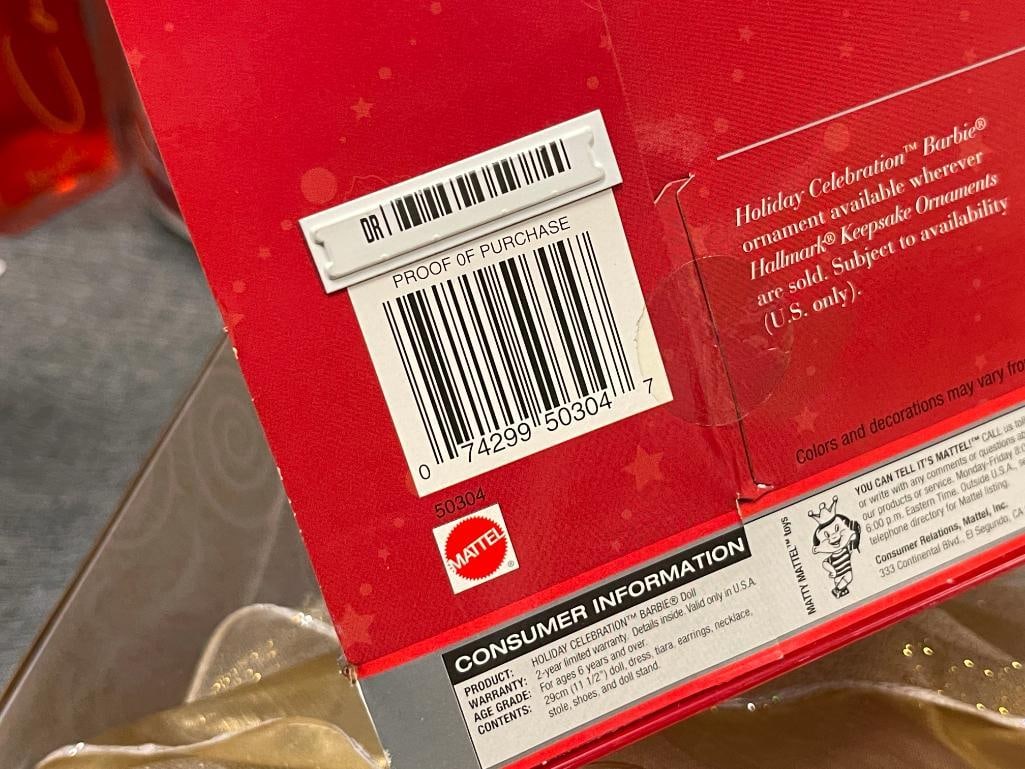 DR
PROOF OF PURCHASE
0 74299 50304 7
50304
MATTEL®
Holiday Celebration™ Barbie®
ornament available wherever
Hallmark® Keepsake Ornaments
are sold. Subject to availability
(U.S. only).
Colors and decorations may vary
CONSUMER INFORMATION
PRODUCT: HOLIDAY CELEBRATION™ BARBIE® Doll
WARRANTY: 2-year limited warranty. Details inside. Valid only in U.S.A.
AGE GRADE: For ages 6 years and over.
CONTENTS: 29cm (11 1/2") doll, dress, tiara, earrings, necklace,
stole, shoes, and doll stand.
MATTY MATTEL™ toys
YOU CAN TELL IT'S MATTEL!™ CALL us
or write with any comments or questions
our products or service. Monday-Friday
6:00 p.m. Eastern Time. Outside U.S.A.,
telephone directory for Mattel listing.
Consumer Relations, Mattel, Inc.
333 Continental Blvd., El Segundo, CA